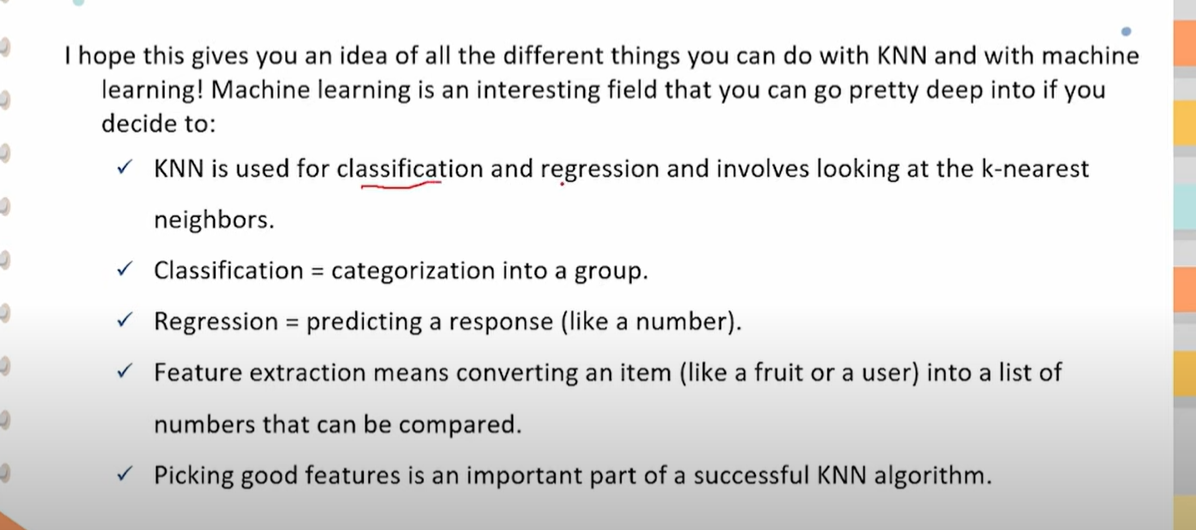 I hope this gives you an idea of all the different things you can do with KNN and with machine
learning! Machine learning is an interesting field that you can go pretty deep into if you
decide to:
✓ KNN is used for classification and regression and involves looking at the k-nearest
neighbors.
✓ Classification = categorization into a group.
✓ Regression = predicting a response (like a number).
✓ Feature extraction means converting an item (like a fruit or a user) into a list of
numbers that can be compared.
✓ Picking good features is an important part of a successful KNN algorithm.